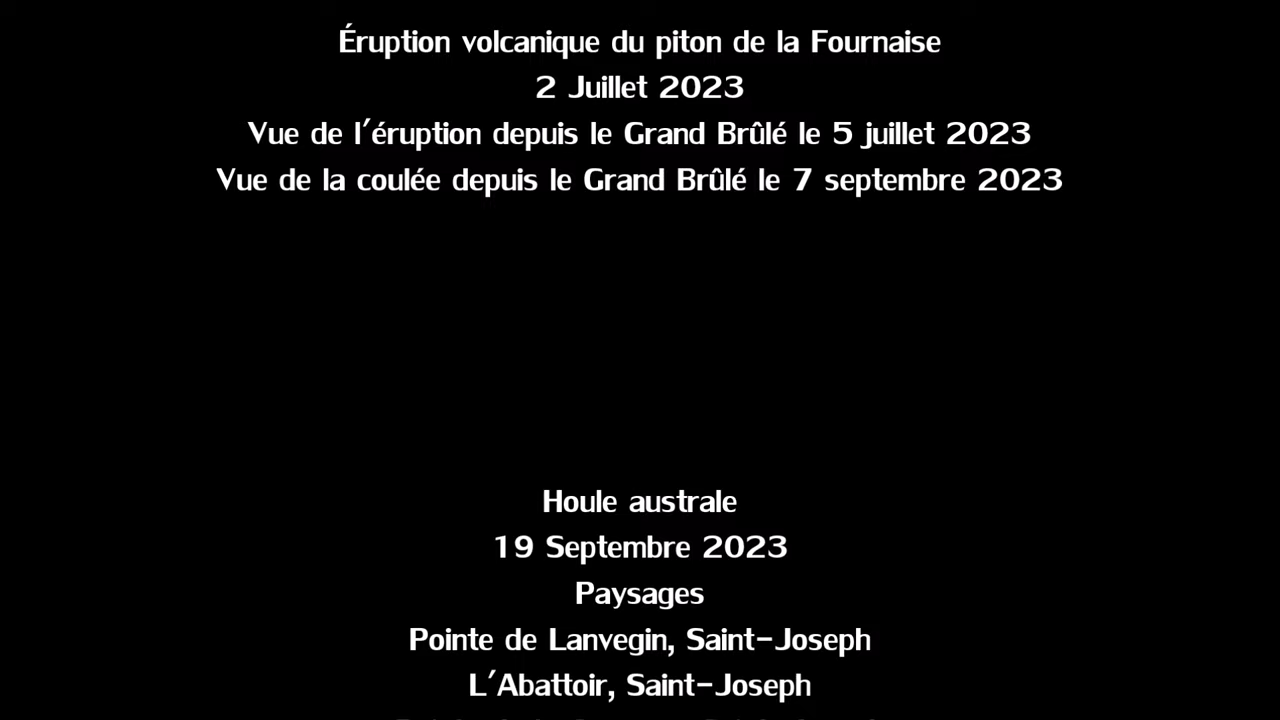 Éruption volcanique du piton de la Fournaise
2 Juillet 2023
Vue de l'éruption depuis le Grand Brûlé le 5 juillet 2023
Vue de la coulée depuis le Grand Brûlé le 7 septembre 2023
Houle australe
19 Septembre 2023
Paysages
Pointe de Lanvegin, Saint-Joseph
L'Abattoir, Saint-Joseph